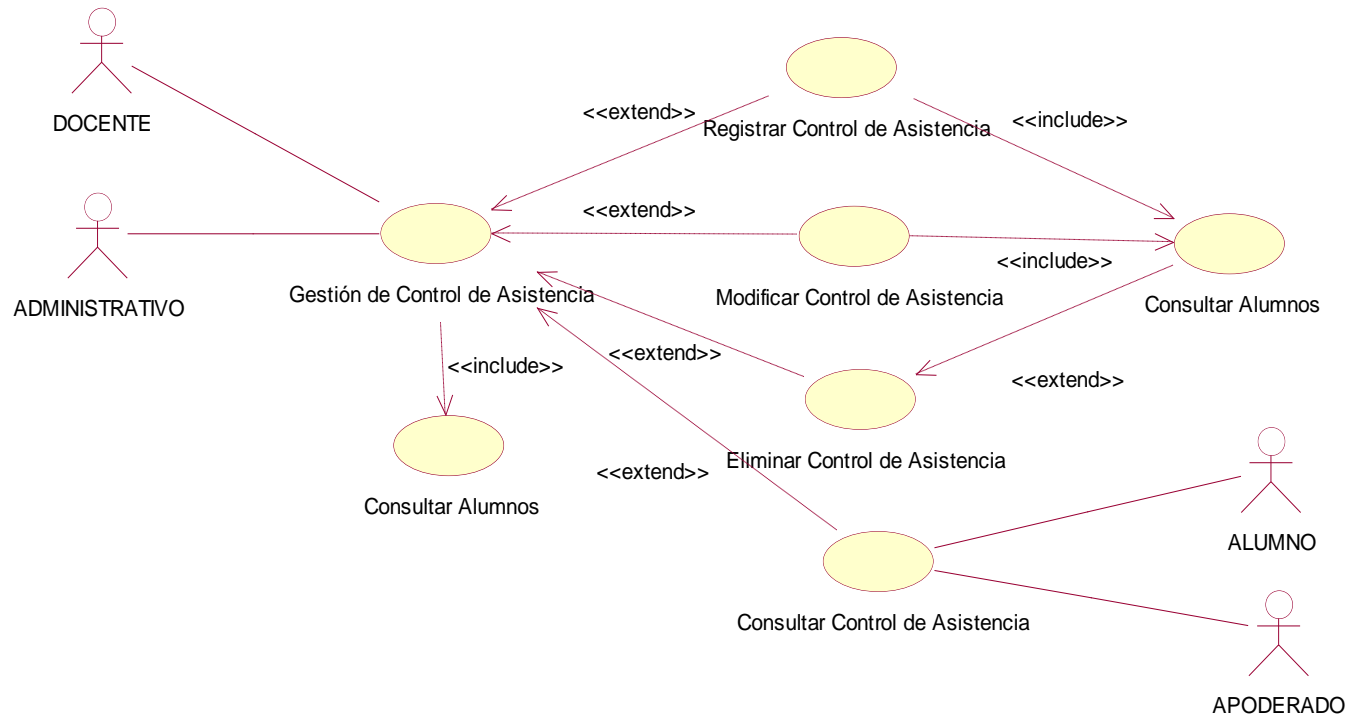 <<extend>>
Registrar Control de Asistencia
<<include>>
DOCENTE
<<extend>>
<<include>>
ADMINISTRATIVO
Gestión de Control de Asistencia
Modificar Control de Asistencia
Consultar Alumnos
<<include>>
<<extend>>
<<extend>>
Eliminar Control de Asistencia
<<extend>>
Consultar Alumnos
ALUMNO
Consultar Control de Asistencia
APODERADO